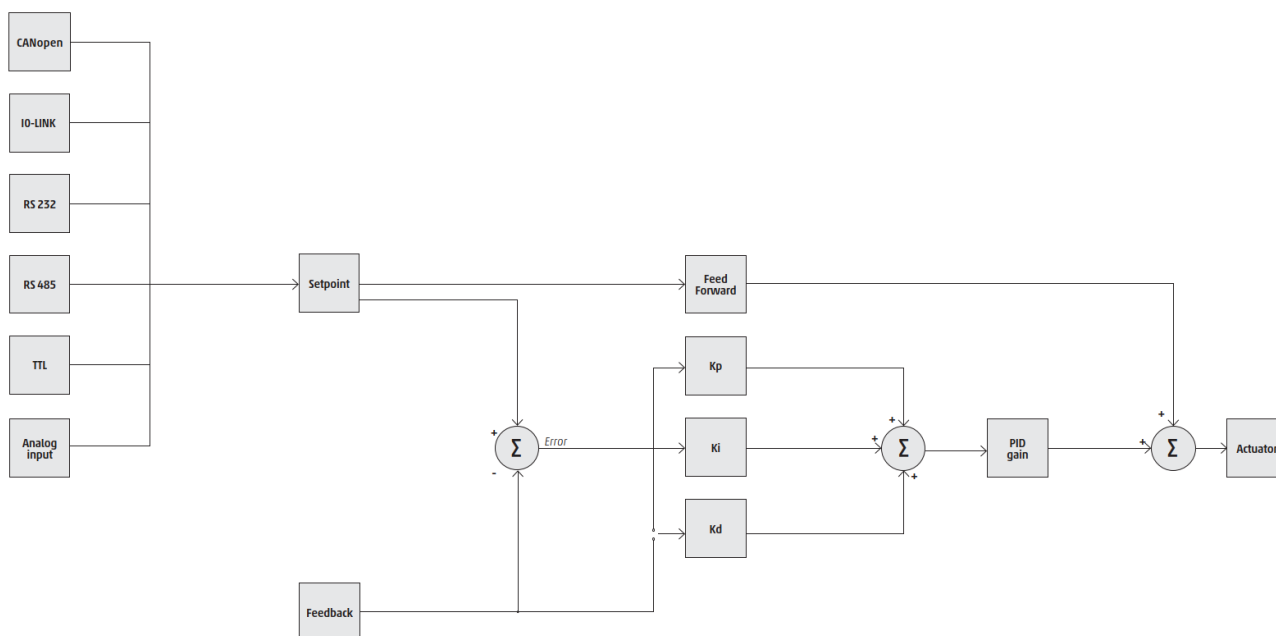 CANopen
IO-LINK
RS 232
RS 485
TTL
Analog
input
Setpoint
Feedback
+
-
Σ
Error
Feed
Forward
Kp
Ki
Kd
+
+
+
Σ
PID
gain
+
+
Σ
Actuator